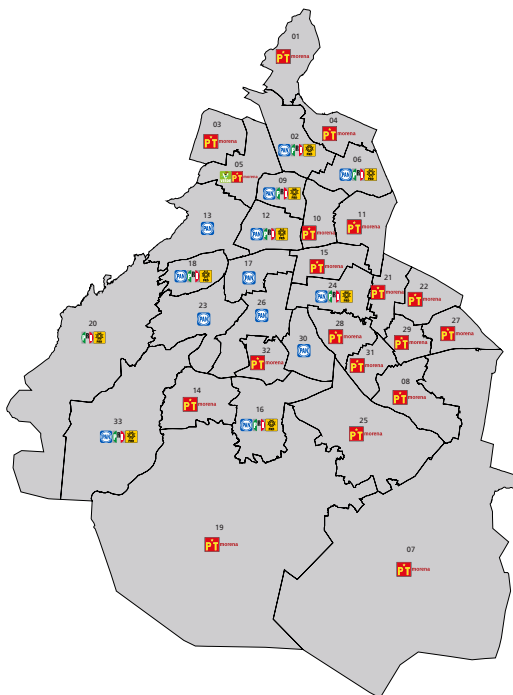 01
PT morena
04
PT morena
03
PT morena
02
PAN PRI PRD
06
PAN PRI PRD
05
PT morena
09
PAN PRI PRD
13
PAN
12
PAN PRI PRD
10
PT morena
11
PT morena
15
PT morena
18
PAN PRI PRD
17
PAN
24
PAN PRI PRD
21
PT morena
22
PT morena
20
PRI PRD
23
PAN
26
PAN
28
PT morena
29
PT morena
27
PT morena
32
PT morena
30
PAN
31
PT morena
14
PT morena
08
PT morena
16
PAN PRI PRD
33
PAN PRI PRD
25
PT morena
19
PT morena
07
PT morena